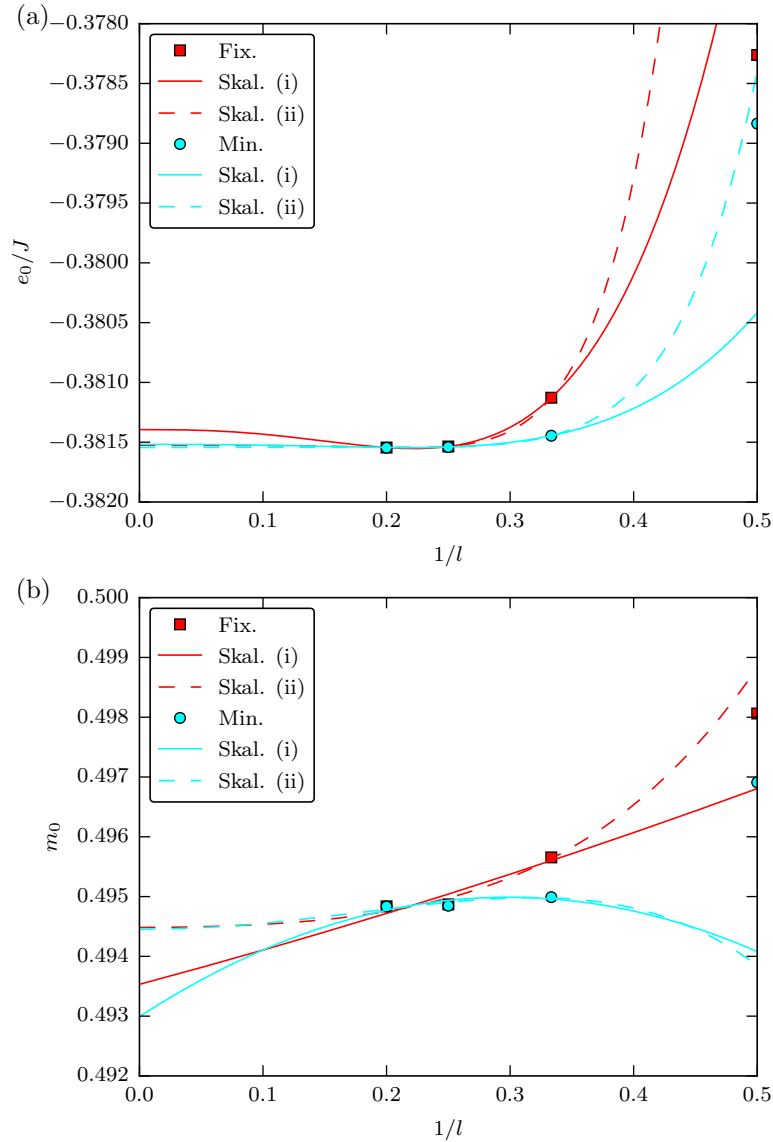 (a)
−0.3780
−0.3785
−0.3790
−0.3795
−0.3800
−0.3805
−0.3810
−0.3815
−0.3820
e₀/J
Fix.
Skal. (i)
Skal. (ii)
Min.
Skal. (i)
Skal. (ii)
0.0 0.1 0.2 0.3 0.4 0.5
1/l
(b)
0.500
0.499
0.498
0.497
0.496
0.495
0.494
0.493
0.492
m₀
Fix.
Skal. (i)
Skal. (ii)
Min.
Skal. (i)
Skal. (ii)
0.0 0.1 0.2 0.3 0.4 0.5
1/l